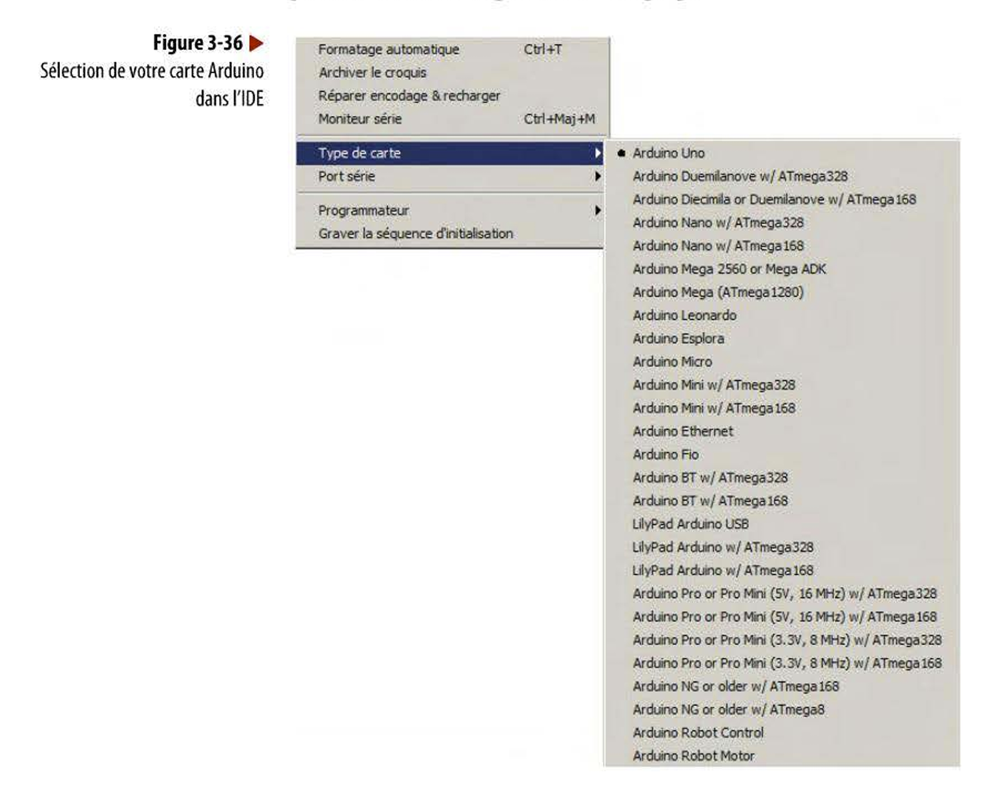 Figure 3-36
Sélection de votre carte Arduino
dans l'IDE
Formatage automatique Ctrl+T
Archiver le croquis
Réparer encodage & recharger
Moniteur série Ctrl+Maj+M
Type de carte
Port série
Programmateur
Graver la séquence d'initialisation
Arduino Uno
Arduino Duemilanove w/ ATmega328
Arduino Diecimila or Duemilanove w/ ATmega168
Arduino Nano w/ ATmega328
Arduino Nano w/ ATmega168
Arduino Mega 2560 or Mega ADK
Arduino Mega (ATmega1280)
Arduino Leonardo
Arduino Esplora
Arduino Micro
Arduino Mini w/ ATmega328
Arduino Mini w/ ATmega168
Arduino Ethernet
Arduino Fio
Arduino BT w/ ATmega328
Arduino BT w/ ATmega168
LilyPad Arduino USB
LilyPad Arduino w/ ATmega328
LilyPad Arduino w/ ATmega168
Arduino Pro or Pro Mini (5V, 16 MHz) w/ ATmega328
Arduino Pro or Pro Mini (5V, 16 MHz) w/ ATmega168
Arduino Pro or Pro Mini (3.3V, 8 MHz) w/ ATmega328
Arduino Pro or Pro Mini (3.3V, 8 MHz) w/ ATmega168
Arduino NG or older w/ ATmega168
Arduino NG or older w/ ATmega8
Arduino Robot Control
Arduino Robot Motor